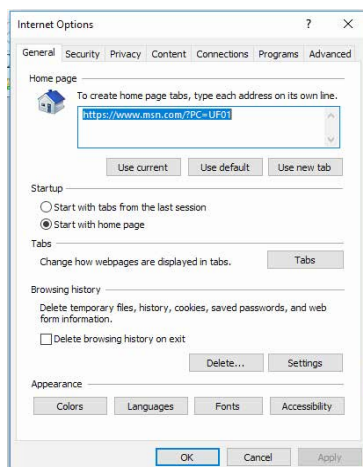 Internet Options ? X
General Security Privacy Content Connections Programs Advanced
Home page
To create home page tabs, type each address on its own line.
https://www.msn.com/?PC=UF01
Use current Use default Use new tab
Startup
Start with tabs from the last session
Start with home page
Tabs
Change how webpages are displayed in tabs. Tabs
Browsing history
Delete temporary files, history, cookies, saved passwords, and web
form information.
Delete browsing history on exit
Delete... Settings
Appearance
Colors Languages Fonts Accessibility
OK Cancel Apply